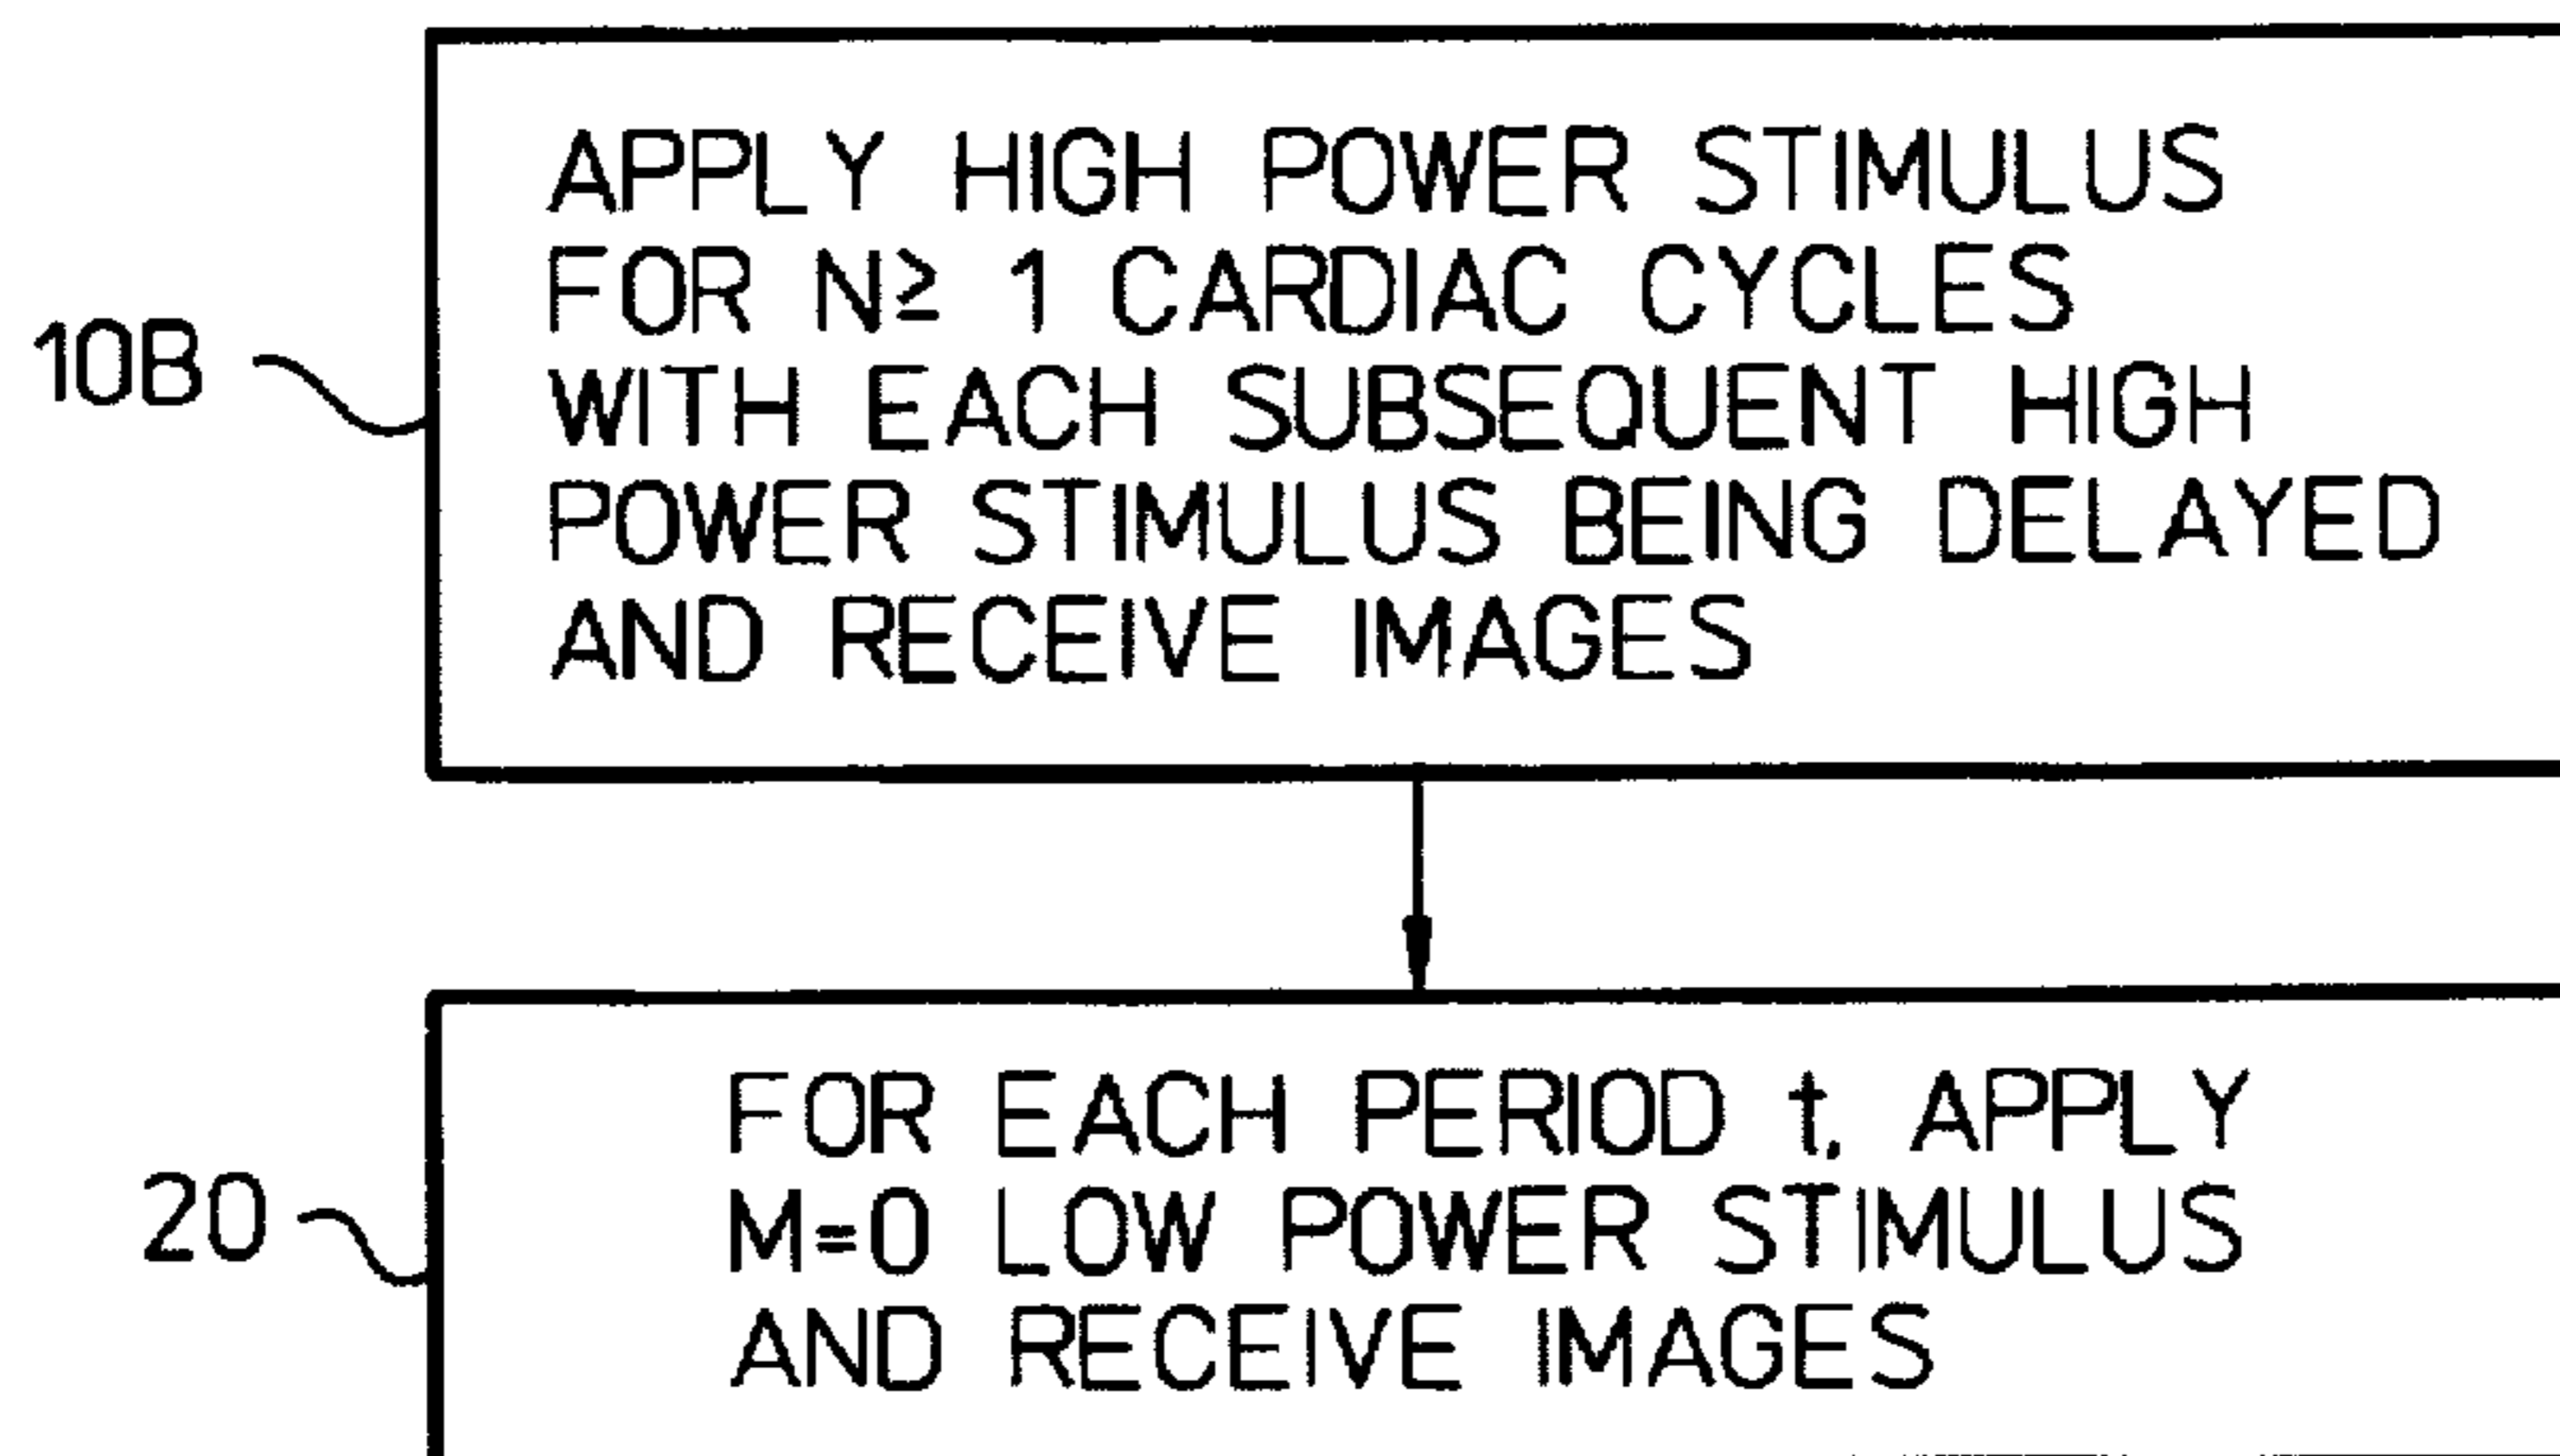 APPLY HIGH POWER STIMULUS
FOR N≥ 1 CARDIAC CYCLES
10B
WITH EACH SUBSEQUENT HIGH
POWER STIMULUS BEING DELAYED
AND RECEIVE IMAGES
FOR EACH PERIOD t, APPLY
20
M=0 LOW POWER STIMULUS
AND RECEIVE IMAGES